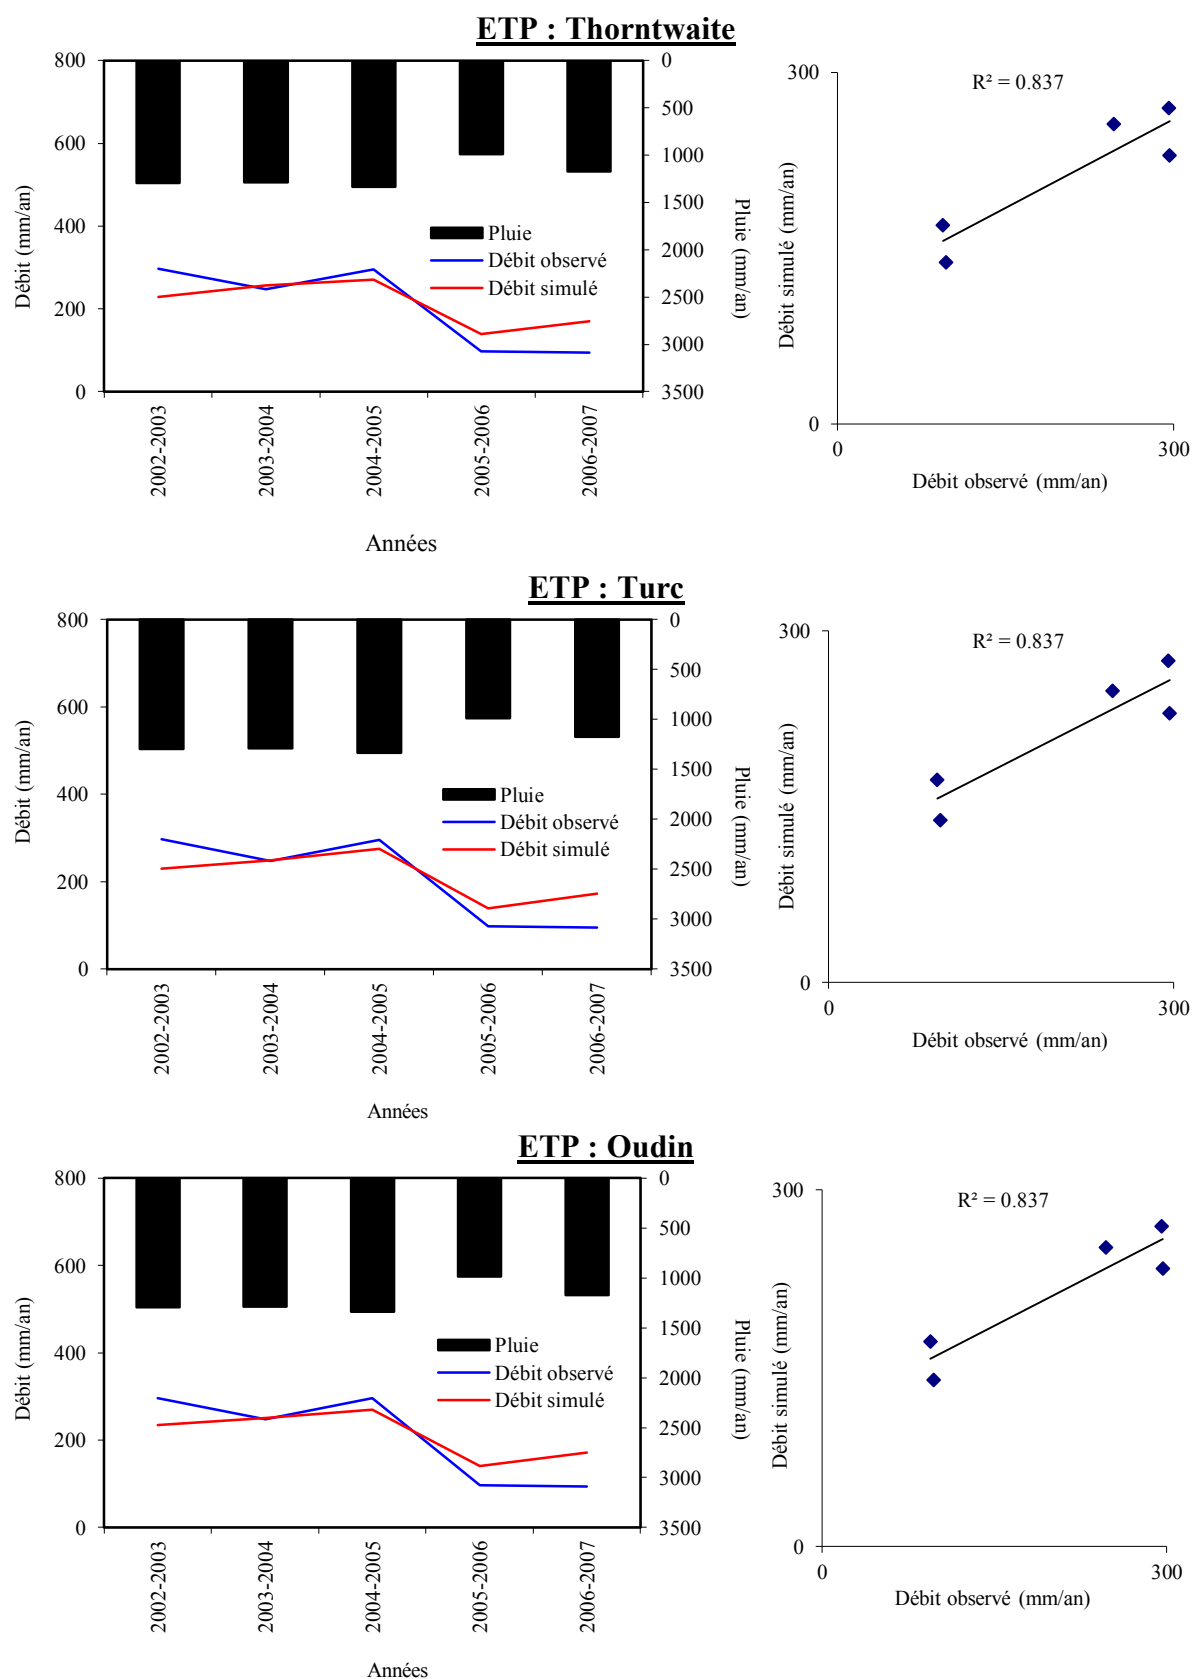 ETP : Thorntwaite
800
600
400
200
0
Débit (mm/an)
0
500
1000
1500
2000
2500
3000
3500
Pluie (mm/an)
Pluie
Débit observé
Débit simulé
2002-2003
2003-2004
2004-2005
2005-2006
2006-2007
Années
300
0
Débit simulé (mm/an)
R² = 0.837
0
300
Débit observé (mm/an)
ETP : Turc
800
600
400
200
0
Débit (mm/an)
0
500
1000
1500
2000
2500
3000
3500
Pluie (mm/an)
Pluie
Débit observé
Débit simulé
2002-2003
2003-2004
2004-2005
2005-2006
2006-2007
Années
300
0
Débit simulé (mm/an)
R² = 0.837
0
300
Débit observé (mm/an)
ETP : Oudin
800
600
400
200
0
Débit (mm/an)
0
500
1000
1500
2000
2500
3000
3500
Pluie (mm/an)
Pluie
Débit observé
Débit simulé
2002-2003
2003-2004
2004-2005
2005-2006
2006-2007
Années
300
0
Débit simulé (mm/an)
R² = 0.837
0
300
Débit observé (mm/an)